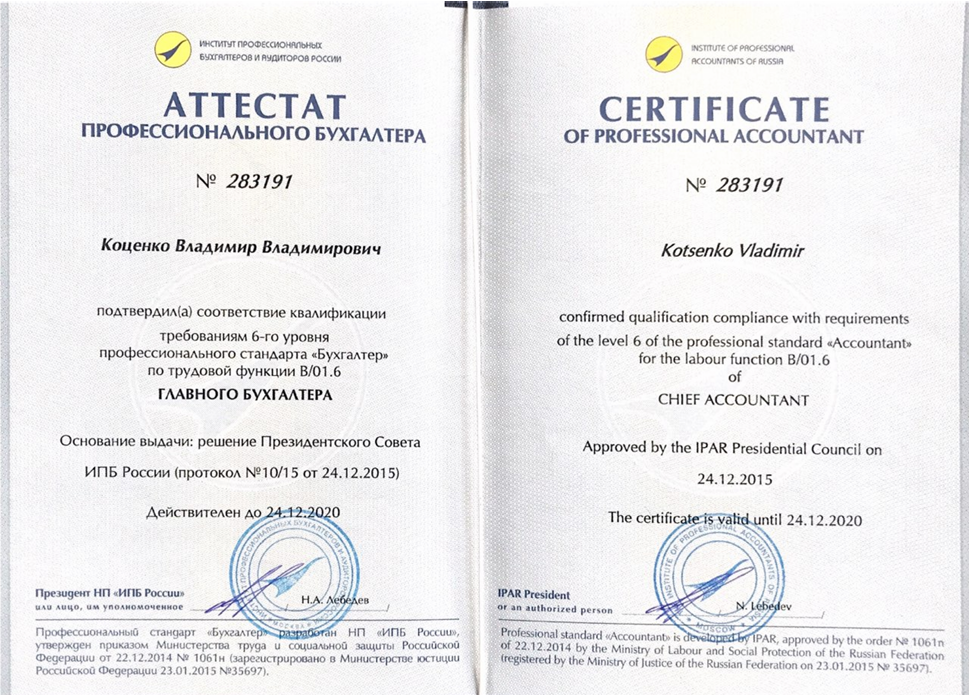 ИНСТИТУТ ПРОФЕССИОНАЛЬНЫХ
БУХГАЛТЕРОВ И АУДИТОРОВ РОССИИ
АТТЕСТАТ
ПРОФЕССИОНАЛЬНОГО БУХГАЛТЕРА
№ 283191
Коценко Владимир Владимирович
подтвердил(а) соответствие квалификации
требованиям 6-го уровня
профессионального стандарта «Бухгалтер»
по трудовой функции В/01.6
ГЛАВНОГО БУХГАЛТЕРА
Основание выдачи: решение Президентского Совета
ИПБ России (протокол №10/15 от 24.12.2015)
Действителен до 24.12.2020
Президент НП «ИПБ России»
или лицо, им уполномоченное
Н.А. Лебедев
Профессиональный стандарт «Бухгалтер» разработан НП «ИПБ России»,
утвержден приказом Министерства труда и социальной защиты Российской
Федерации от 22.12.2014 № 1061н (зарегистрировано в Министерстве юстиции
Российской Федерации 23.01.2015 №35697).
INSTITUTE OF PROFESSIONAL
ACCOUNTANTS OF RUSSIA
CERTIFICATE
OF PROFESSIONAL ACCOUNTANT
№ 283191
Kotsenko Vladimir
confirmed qualification compliance with requirements
of the level 6 of the professional standard «Accountant»
for the labour function B/01.6
of
CHIEF ACCOUNTANT
Approved by the IPAR Presidential Council on
24.12.2015
The certificate is valid until 24.12.2020
INSTITUTE OF PROFESSIONAL ACCOUNTANTS OF RUSSIA
MOSCOW
IPAR President
or an authorized person
N. Lebedev
Professional standard «Accountant» is developed by IPAR, approved by the order № 1061n
of 22.12.2014 by the Ministry of Labour and Social Protection of the Russian Federation
(registered by the Ministry of Justice of the Russian Federation on 23.01.2015 № 35697).